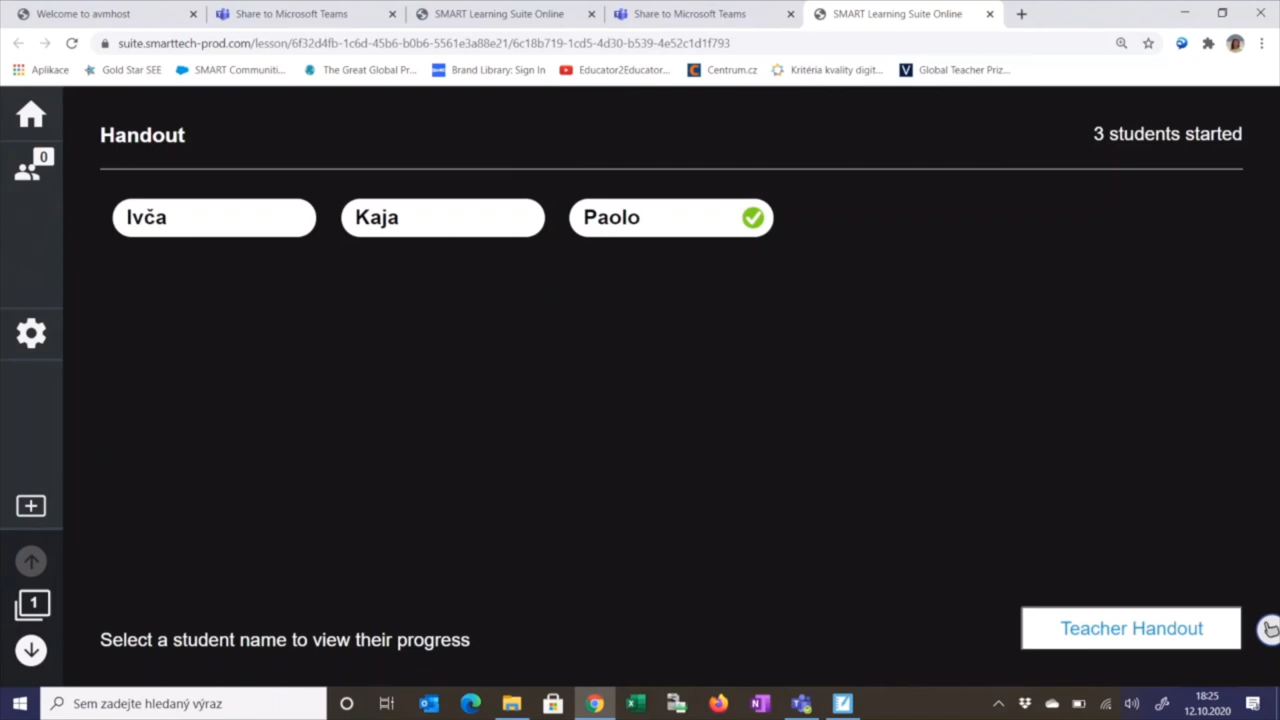 Welcome to avmhost
Share to Microsoft Teams
SMART Learning Suite Online
Share to Microsoft Teams
SMART Learning Suite Online
suite.smarttech-prod.com/lesson/6f32d4fb-1c6d-45b6-b0b6-5561e3a88e21/6c18b719-1cd5-4d30-b539-4e52c1d1f793
Aplikace
Gold Star SEE
SMART Communiti...
The Great Global Pr...
Brand Library: Sign In
Educator2Educator...
Centrum.cz
Kritéria kvality digit...
Global Teacher Priz...
0
Handout
3 students started
Ivča
Kaja
Paolo
1
Select a student name to view their progress
Teacher Handout
Sem zadejte hledaný výraz
18:25
12.10.2020